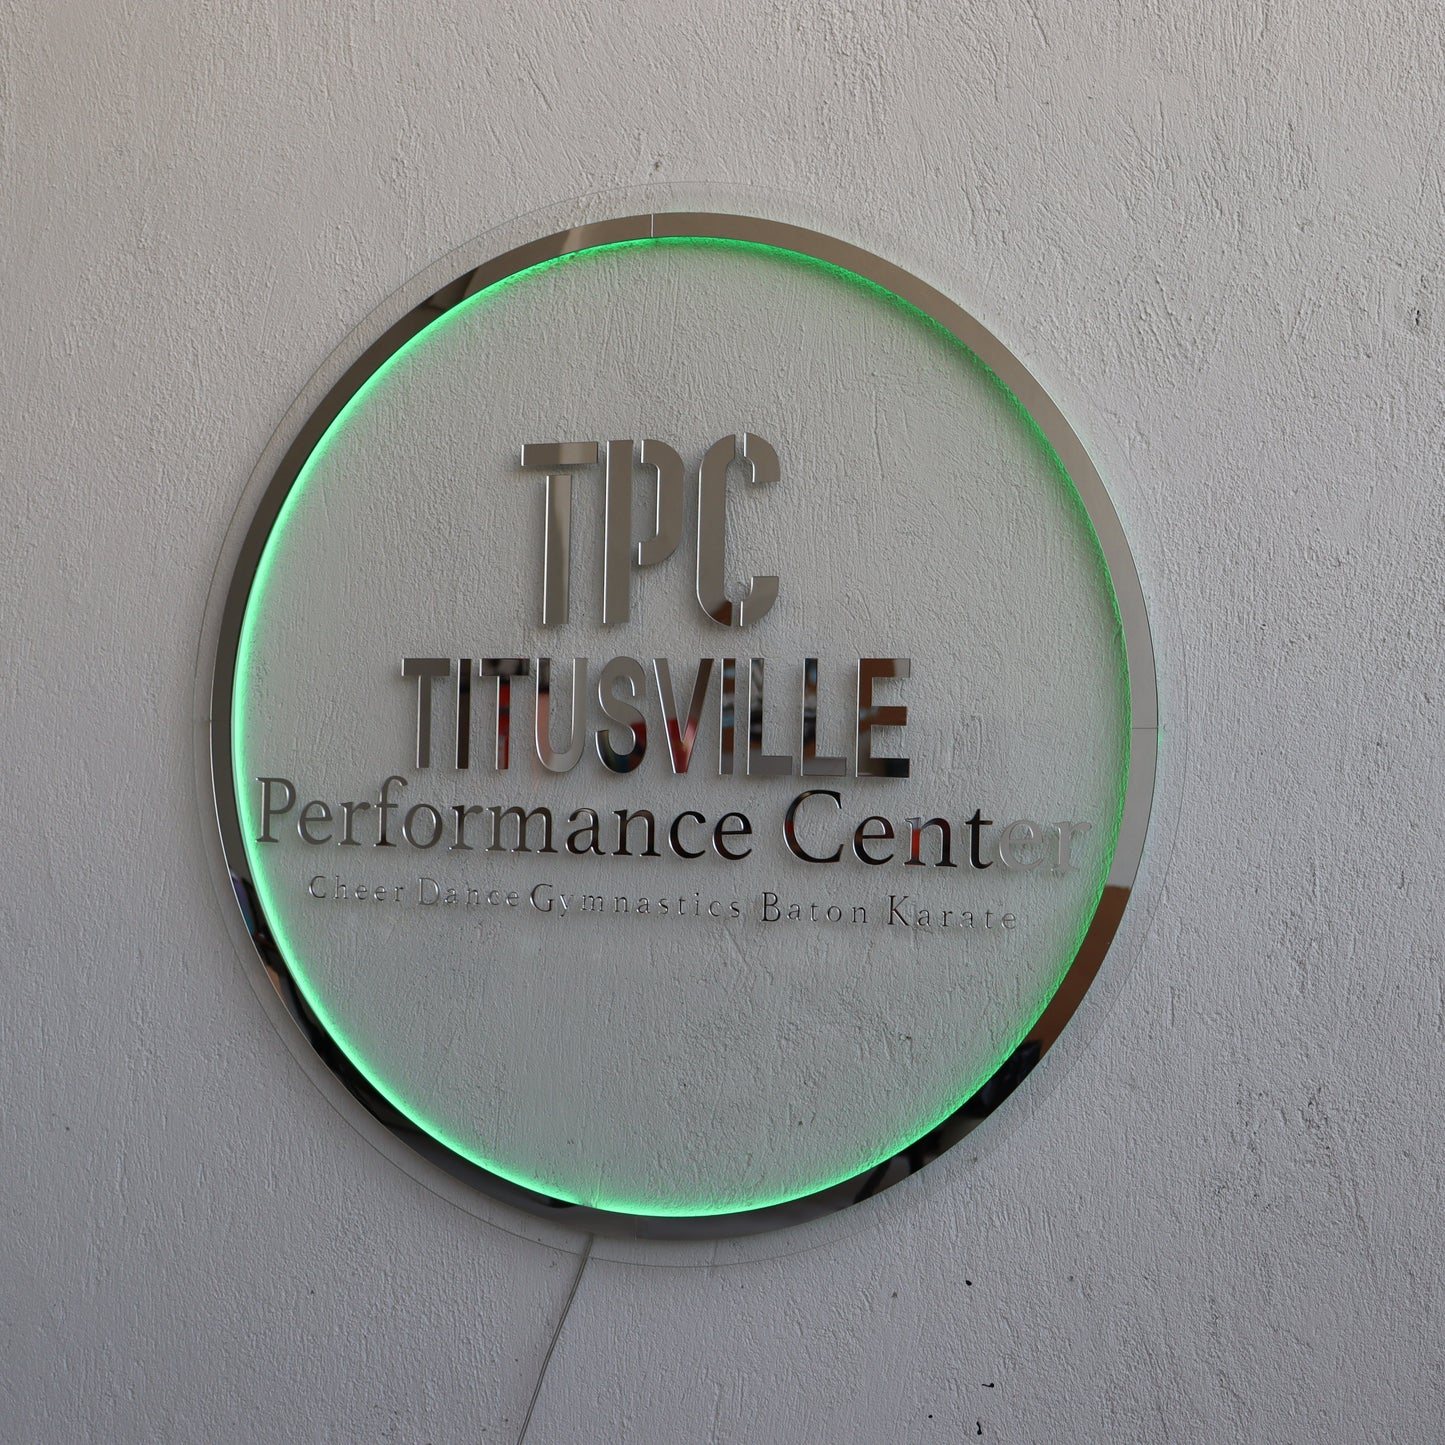 TPC
TITUSVILLE
Performance Center
Cheer Dance Gymnastics Baton Karate